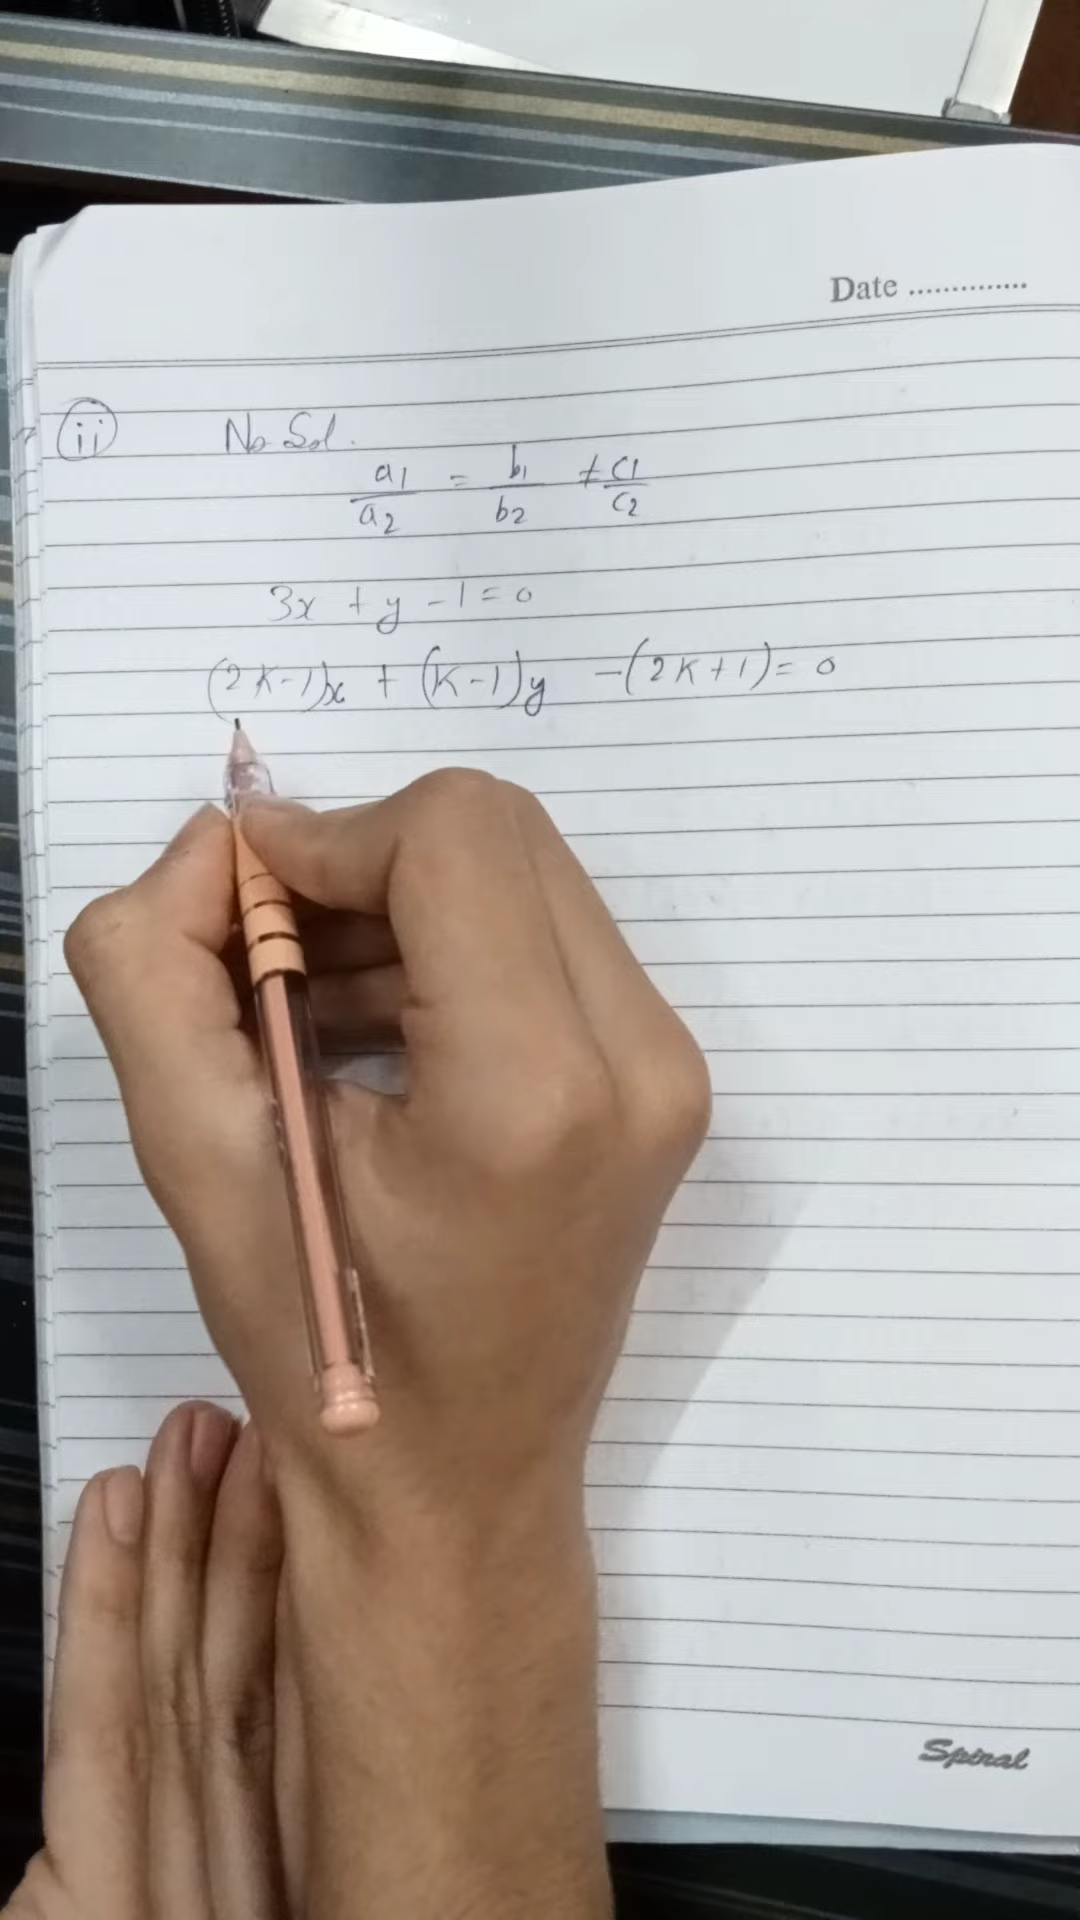 Date ..............
ii No Sol.
a1/a2 = b1/b2 ≠ c1/c2
3x + y - 1 = 0
(2K-1)x + (K-1)y - (2K+1) = 0
Spiral